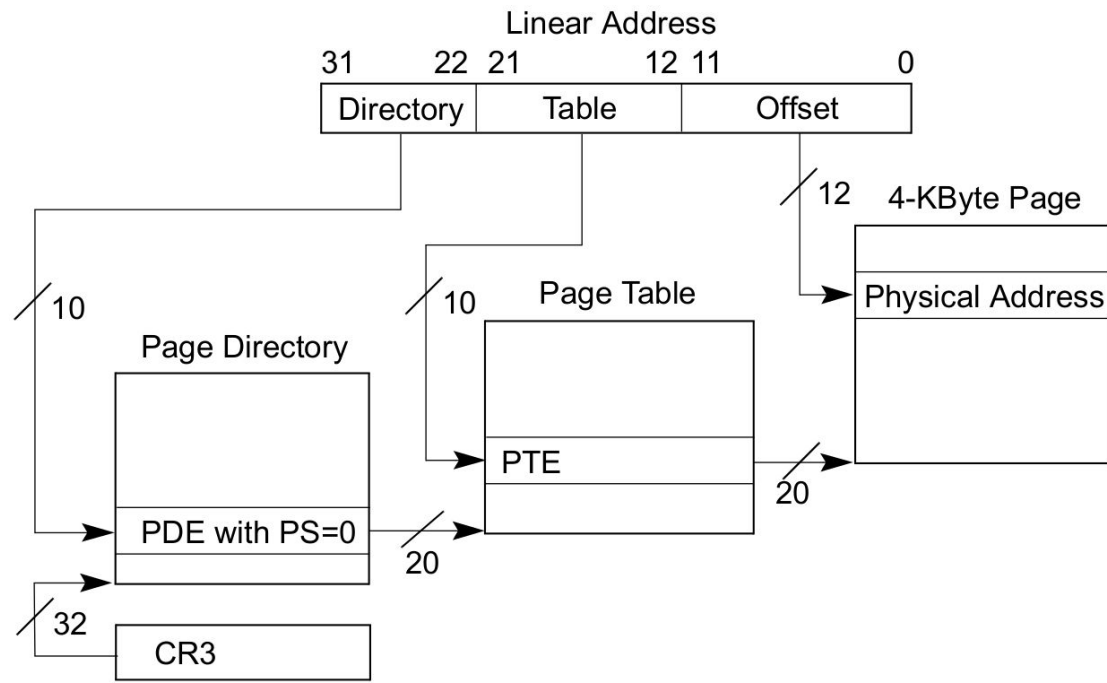 Linear Address
31 22 21 12 11 0
Directory Table Offset
12
4-KByte Page
10
10
Page Table
Physical Address
Page Directory
PTE
20
PDE with PS=0
20
32
CR3